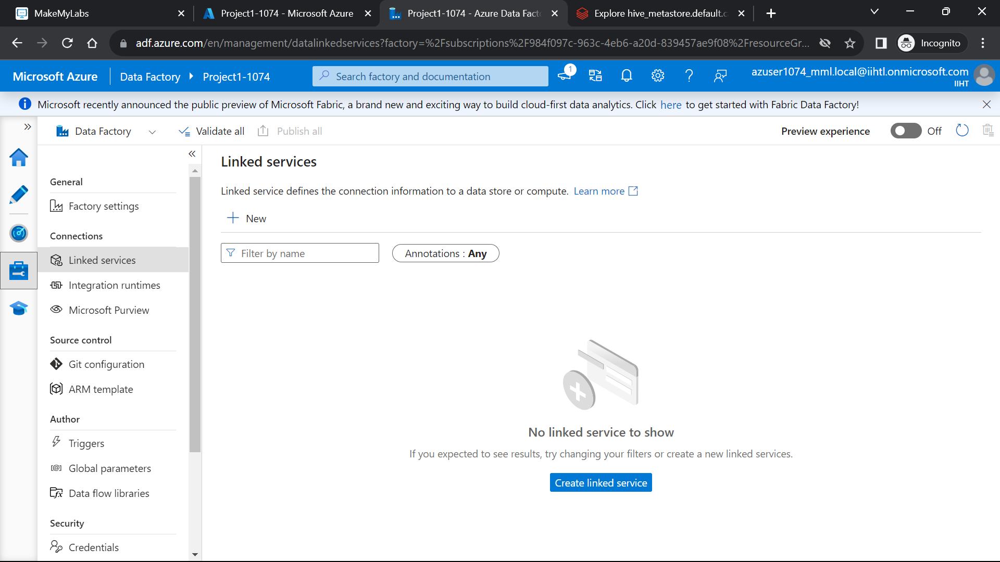 MakeMyLabs
Project1-1074 - Microsoft Azure
Project1-1074 - Azure Data Facto
Explore hive_metastore.default.c
adf.azure.com/en/management/datalinkedservices?factory=%2Fsubscriptions%2F984f097c-963c-4eb6-a20d-839457ae9f08%2FresourceGr...
Incognito
Microsoft Azure
Data Factory
Project1-1074
Search factory and documentation
1
azuser1074_mml.local@iihtl.onmicrosoft.com
IIHT
Microsoft recently announced the public preview of Microsoft Fabric, a brand new and exciting way to build cloud-first data analytics. Click here to get started with Fabric Data Factory!
Data Factory
Validate all
Publish all
Preview experience
Off
General
Factory settings
Connections
Linked services
Integration runtimes
Microsoft Purview
Source control
Git configuration
ARM template
Author
Triggers
Global parameters
Data flow libraries
Security
Credentials
Linked services
Linked service defines the connection information to a data store or compute. Learn more
New
Filter by name
Annotations : Any
No linked service to show
If you expected to see results, try changing your filters or create a new linked services.
Create linked service